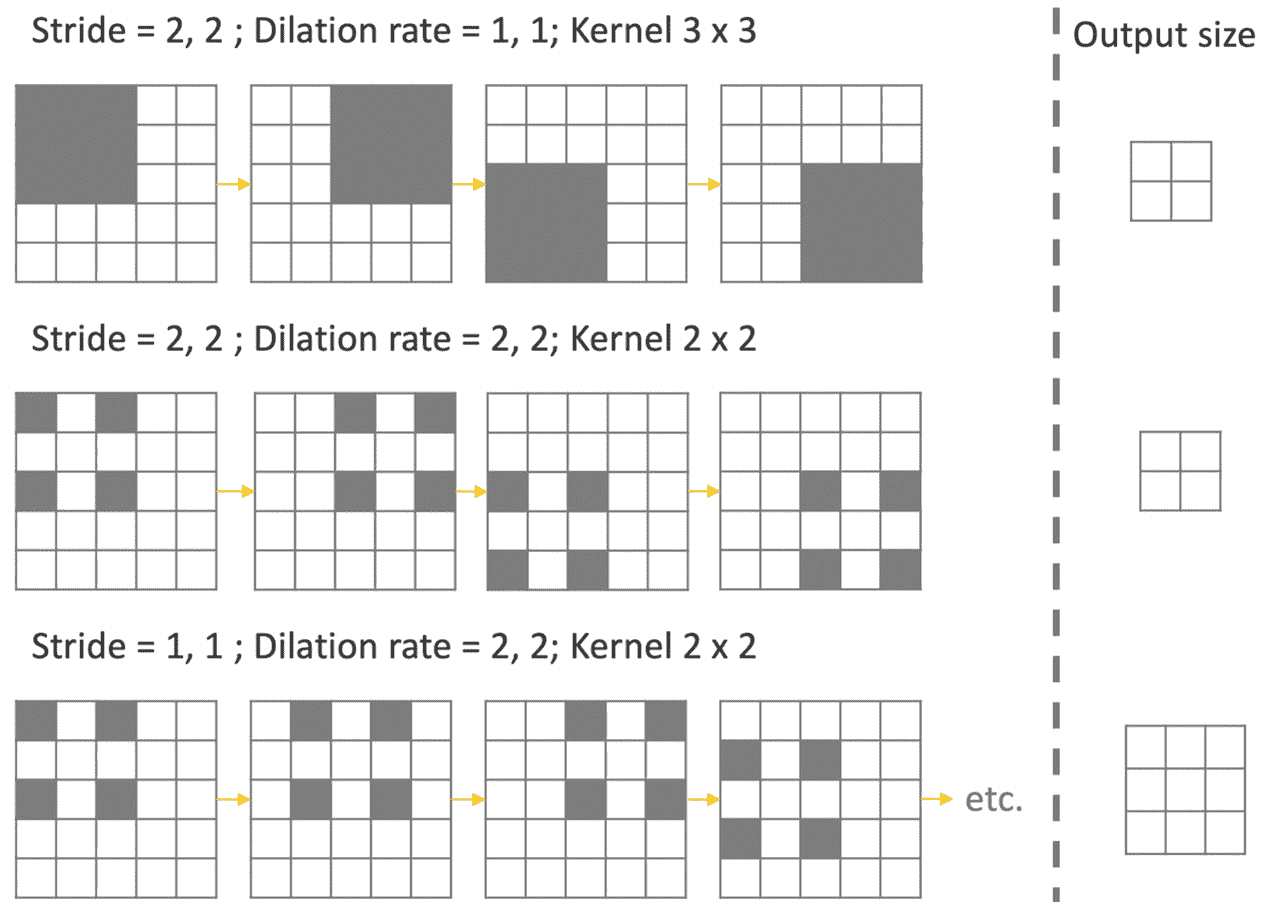 Stride = 2, 2 ; Dilation rate = 1, 1; Kernel 3 x 3
Output size
Stride = 2, 2 ; Dilation rate = 2, 2; Kernel 2 x 2
Stride = 1, 1 ; Dilation rate = 2, 2; Kernel 2 x 2
etc.